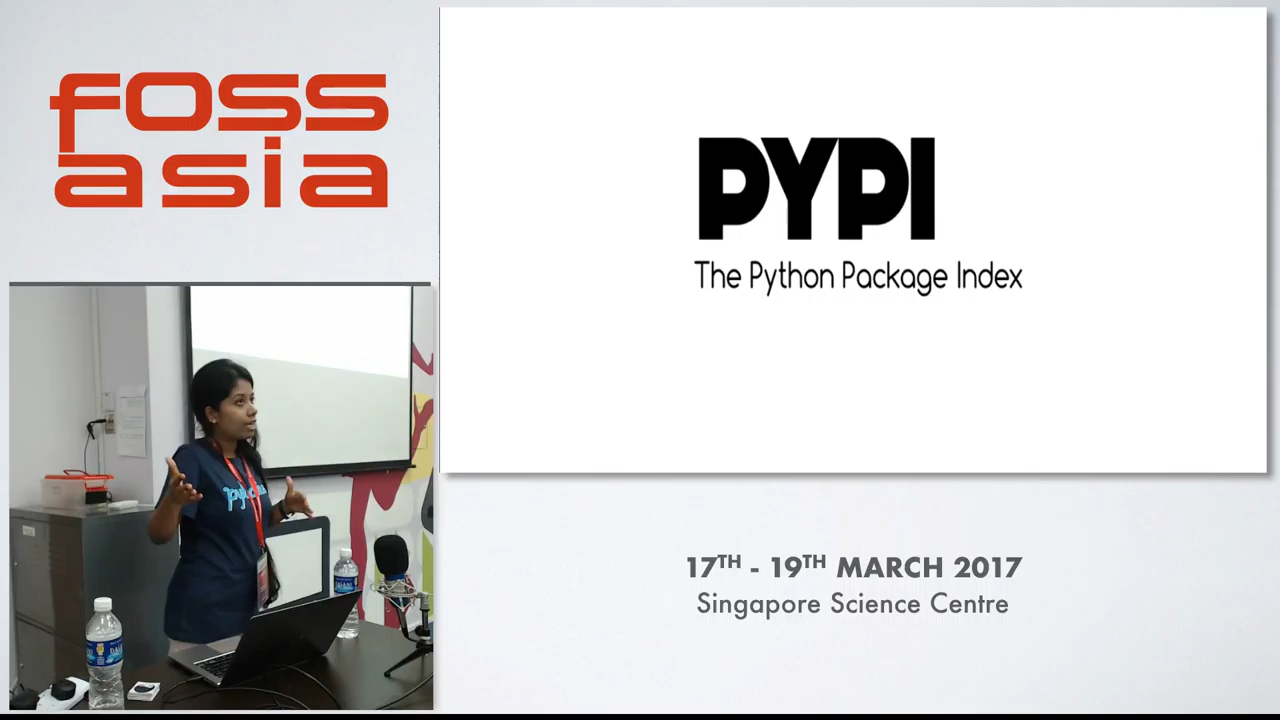 foss
asia
PYPI
The Python Package Index
17TH - 19TH MARCH 2017
Singapore Science Centre